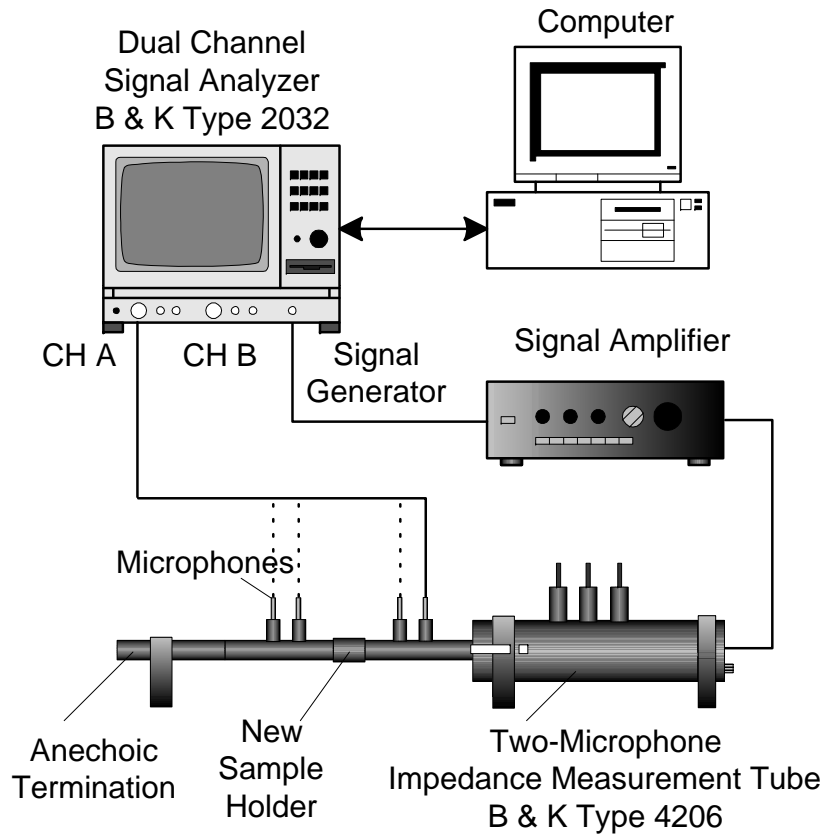 Dual Channel
Signal Analyzer
B & K Type 2032
Computer
CH A
CH B
Signal
Generator
Signal Amplifier
Microphones
Anechoic
Termination
New
Sample
Holder
Two-Microphone
Impedance Measurement Tube
B & K Type 4206